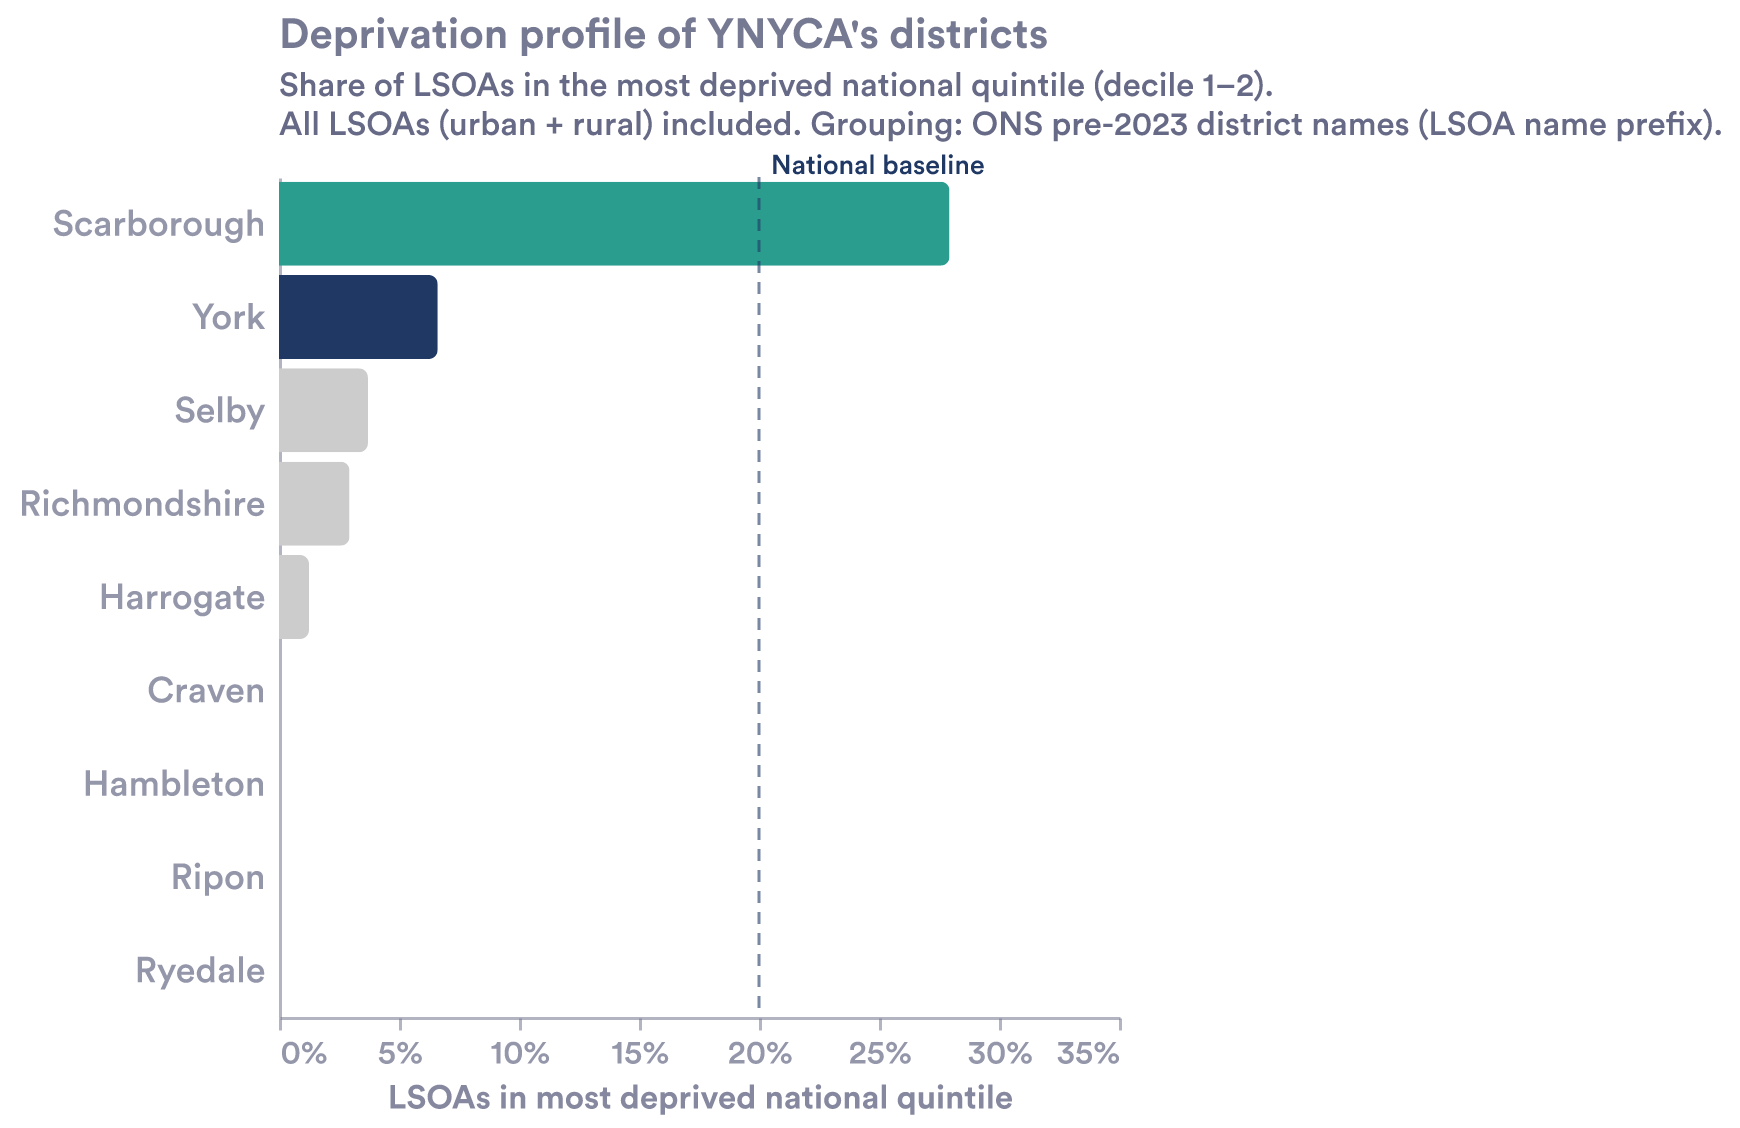 Deprivation profile of YNYCA's districts
Share of LSOAs in the most deprived national quintile (decile 1–2).
All LSOAs (urban + rural) included. Grouping: ONS pre-2023 district names (LSOA name prefix).
National baseline
Scarborough
York
Selby
Richmondshire
Harrogate
Craven
Hambleton
Ripon
Ryedale
0% 5% 10% 15% 20% 25% 30% 35%
LSOAs in most deprived national quintile